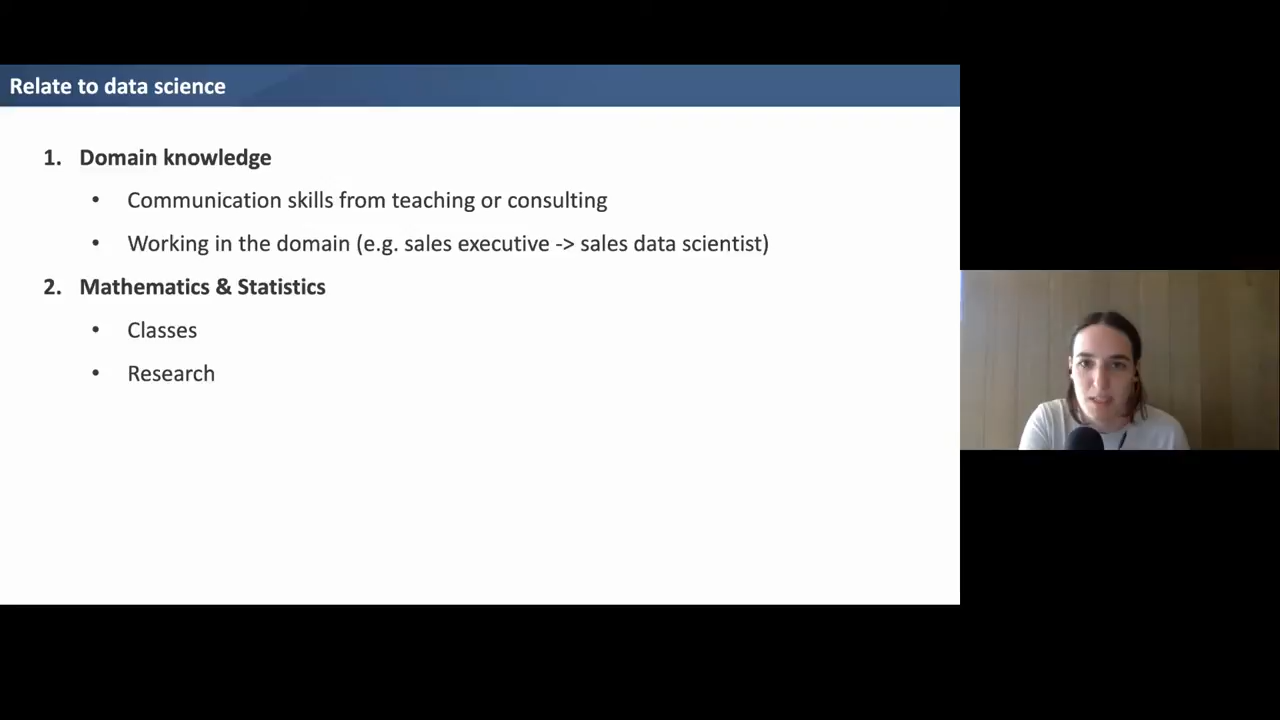 Relate to data science
1. Domain knowledge
• Communication skills from teaching or consulting
• Working in the domain (e.g. sales executive -> sales data scientist)
2. Mathematics & Statistics
• Classes
• Research